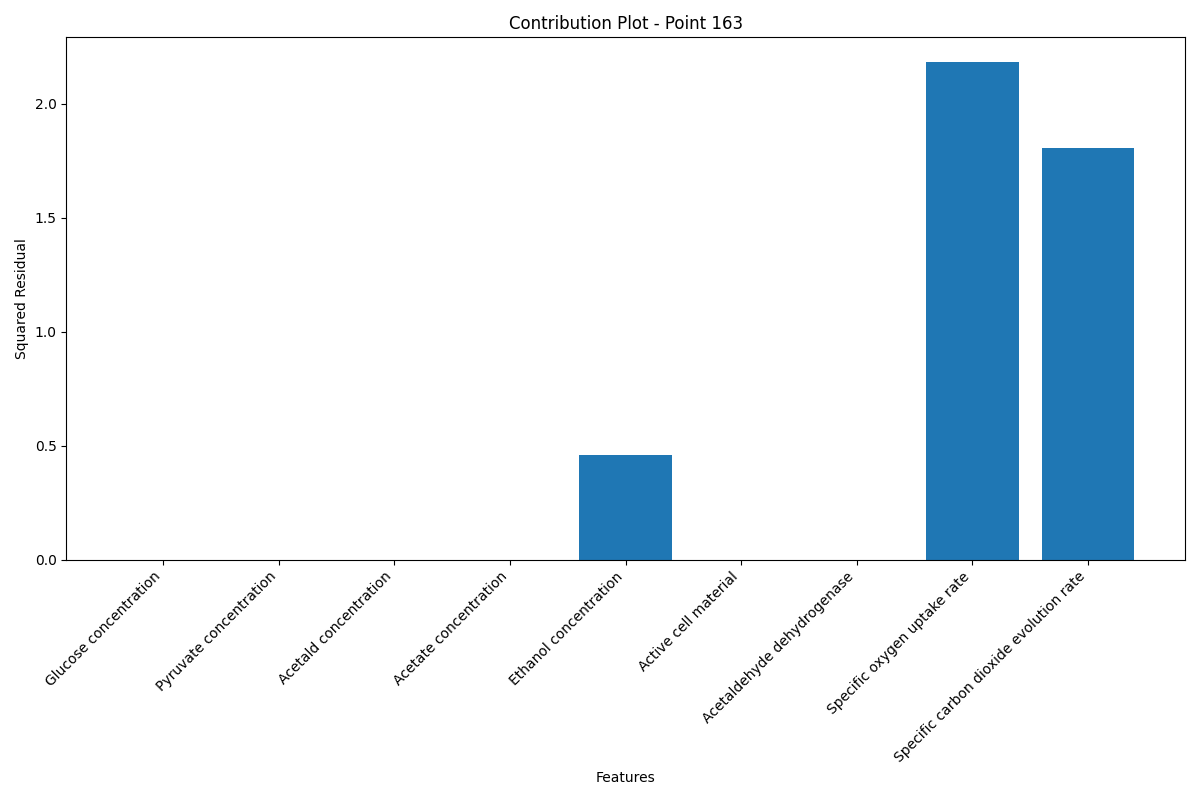 Contribution Plot - Point 163
Squared Residual
2.0
1.5
1.0
0.5
0.0
Glucose concentration
Pyruvate concentration
Acetald concentration
Acetate concentration
Ethanol concentration
Active cell material
Acetaldehyde dehydrogenase
Specific oxygen uptake rate
Specific carbon dioxide evolution rate
Features